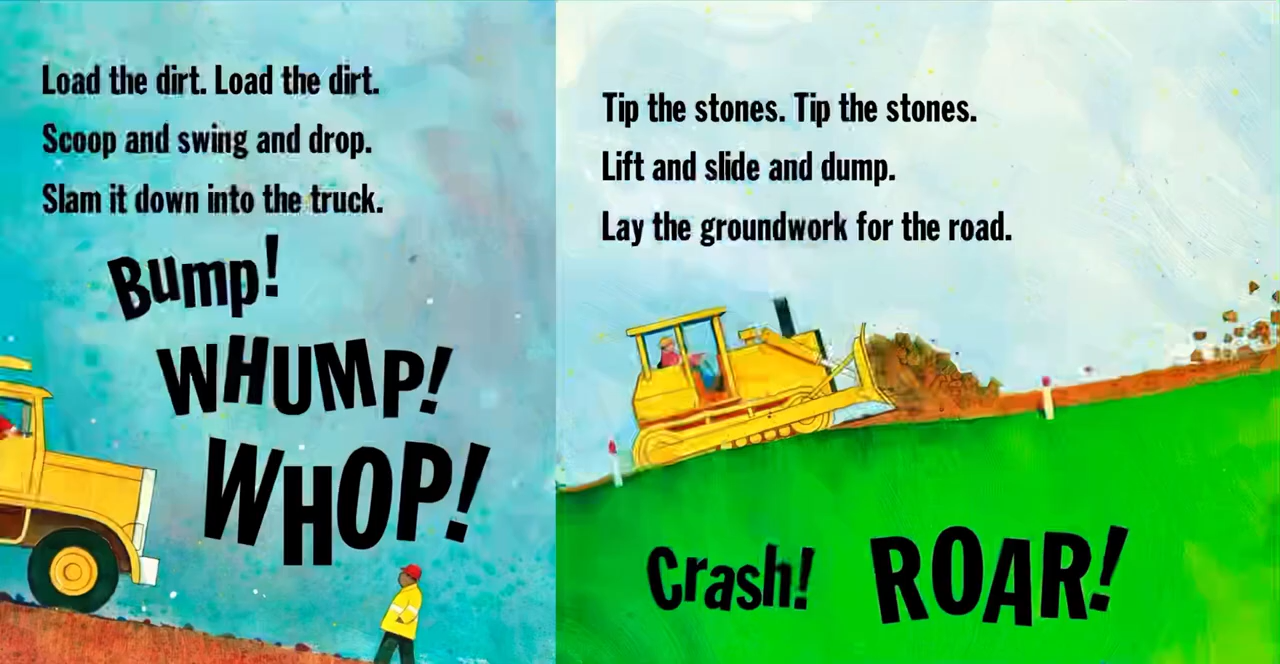 Load the dirt. Load the dirt.
Scoop and swing and drop.
Slam it down into the truck.
Bump!
WHUMP!
WHOP!
Tip the stones. Tip the stones.
Lift and slide and dump.
Lay the groundwork for the road.
Crash! ROAR!